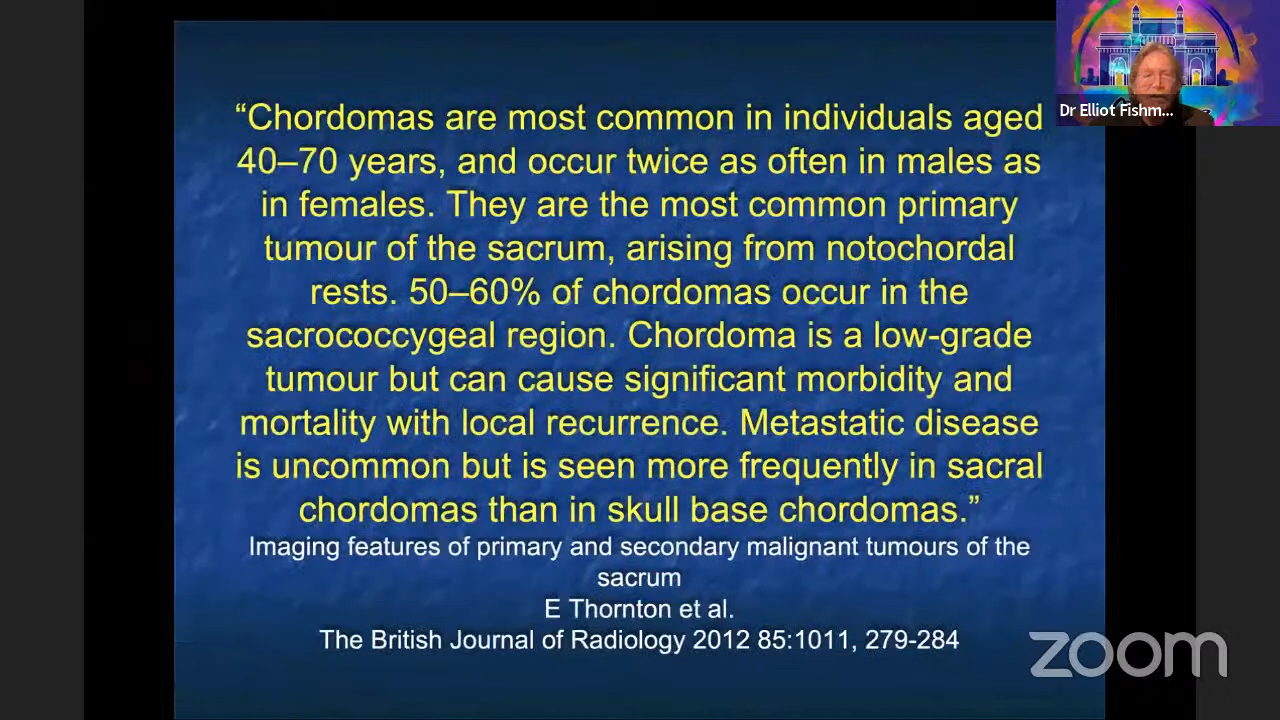 “Chordomas are most common in individuals aged
40–70 years, and occur twice as often in males as
in females. They are the most common primary
tumour of the sacrum, arising from notochordal
rests. 50–60% of chordomas occur in the
sacrococcygeal region. Chordoma is a low-grade
tumour but can cause significant morbidity and
mortality with local recurrence. Metastatic disease
is uncommon but is seen more frequently in sacral
chordomas than in skull base chordomas.”
Imaging features of primary and secondary malignant tumours of the
sacrum
E Thornton et al.
The British Journal of Radiology 2012 85:1011, 279-284
Dr Elliot Fishm...
zoom